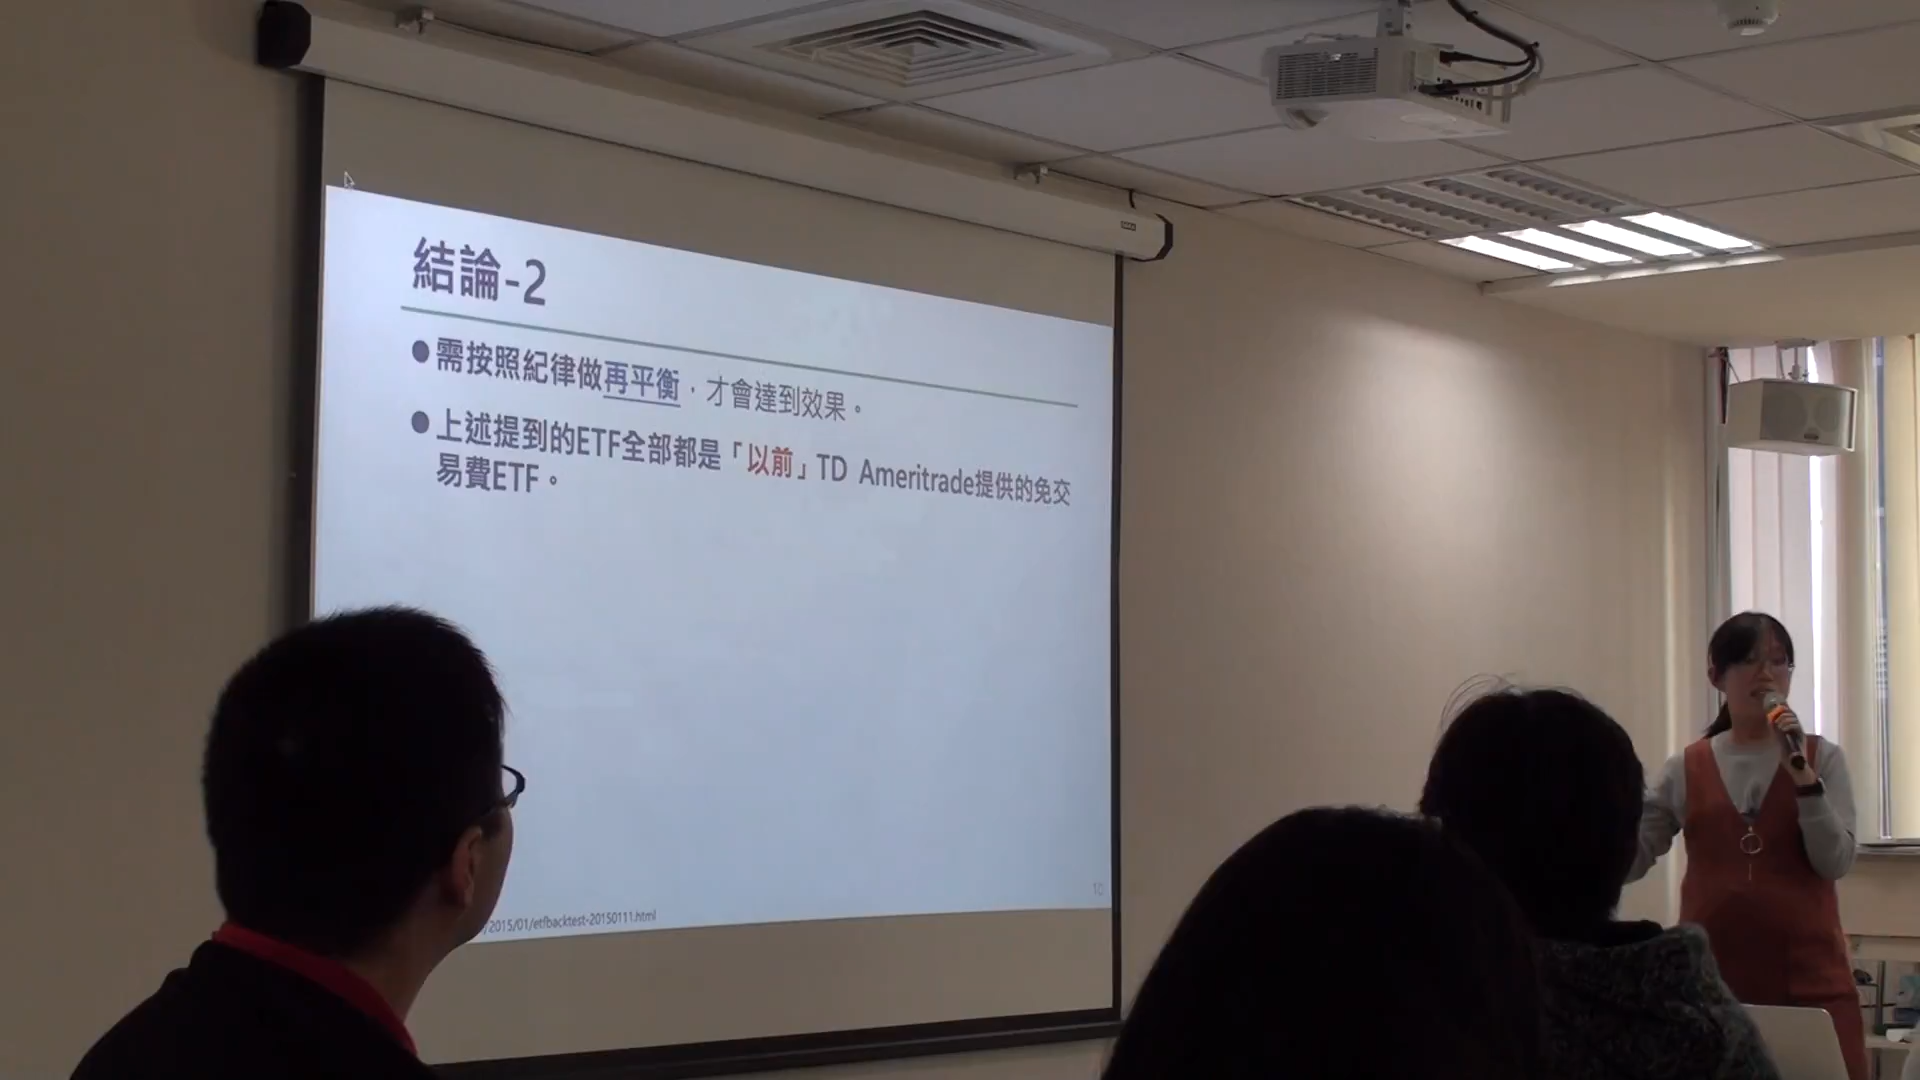 結論-2
●需按照紀律做再平衡，才會達到效果。
●上述提到的ETF全部都是「以前」TD Ameritrade提供的免交
易費ETF。
10
/2015/01/etfbacktest-20150111.html